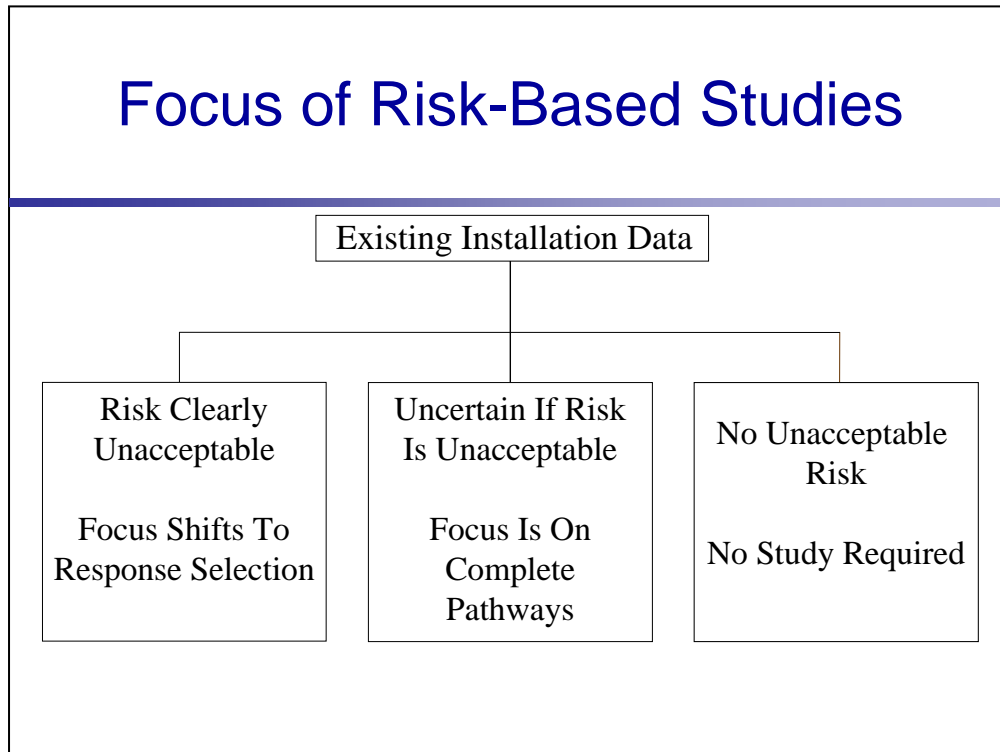 Focus of Risk-Based Studies
Existing Installation Data
Risk Clearly
Unacceptable
Focus Shifts To
Response Selection
Uncertain If Risk
Is Unacceptable
Focus Is On
Complete
Pathways
No Unacceptable
Risk
No Study Required